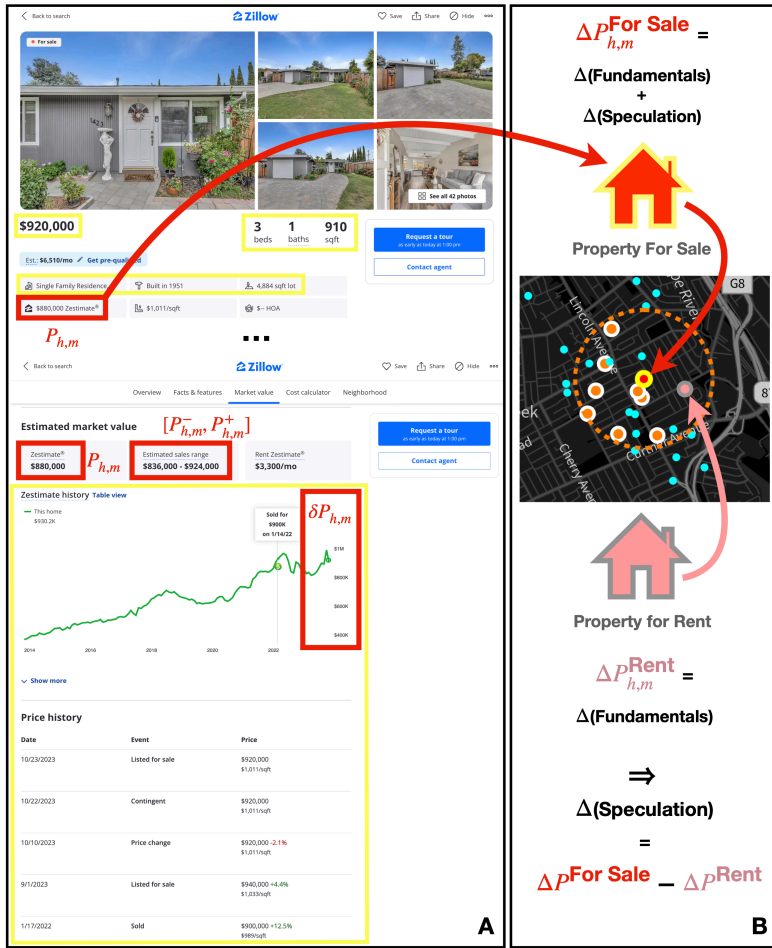 Back to search
Zillow
Save Share Hide
For sale
1423
See all 42 photos
$920,000
3 1 910
beds baths sqft
Request a tour
as early as today at 1:00 pm
Est.: $6,510/mo Get pre-qualified
Contact agent
Single Family Residence Built in 1951 4,884 sqft lot
$880,000 Zestimate® $1,011/sqft $-- HOA
P_{h,m}
...
Back to search
Zillow
Save Share Hide
Overview Facts & features Market value Cost calculator Neighborhood
Estimated market value
[P^-_{h,m}, P^+_{h,m}]
Request a tour
as early as today at 1:00 pm
Zestimate®
$880,000
P_{h,m}
Estimated sales range
$836,000 - $924,000
Rent Zestimate®
$3,300/mo
Contact agent
Zestimate history Table view
This home
$930.2K
Sold for
$900K
on 1/14/22
δP_{h,m}
$1M
$800K
$600K
$400K
2014 2016 2018 2020 2022
Show more
Price history
Date Event Price
10/23/2023 Listed for sale $920,000
$1,011/sqft
10/22/2023 Contingent $920,000
$1,011/sqft
10/10/2023 Price change $920,000 -2.1%
$1,011/sqft
9/1/2023 Listed for sale $940,000 +4.4%
$1,033/sqft
1/17/2022 Sold $900,000 +12.5%
$989/sqft
A
ΔP^{For Sale}_{h,m} =
Δ(Fundamentals)
+
Δ(Speculation)
Property For Sale
G8
Lincoln Avenue
Curtner Avenue
Cherry Aven
ek
ad
8
Property for Rent
ΔP^{Rent}_{h,m} =
Δ(Fundamentals)
⇒
Δ(Speculation)
=
ΔP^{For Sale} – ΔP^{Rent}
B